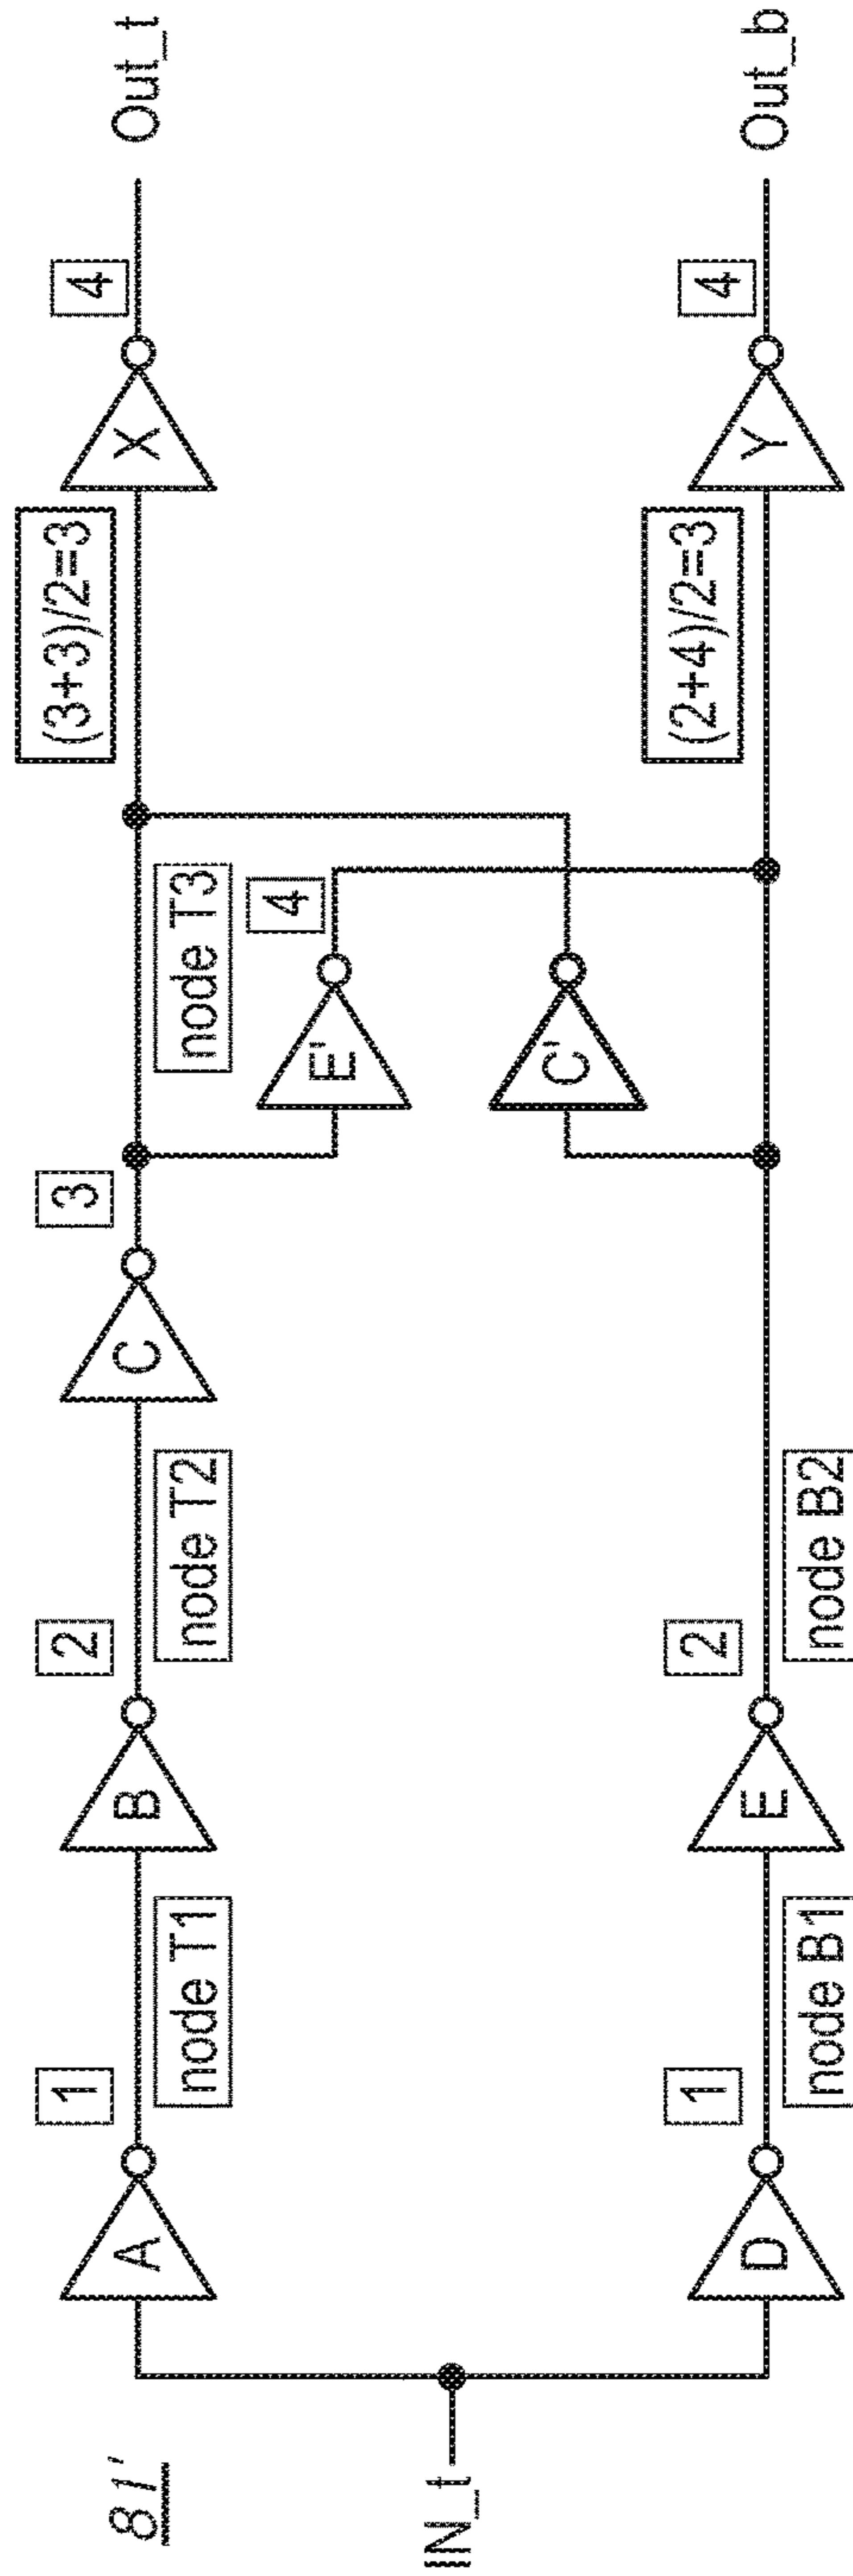 81'
IN_t
A
1
node T1
B
2
node T2
C
3
node T3
E'
4
C'
(3+3)/2=3
X
4
Out_t
D
1
node B1
E
2
node B2
(2+4)/2=3
Y
4
Out_b